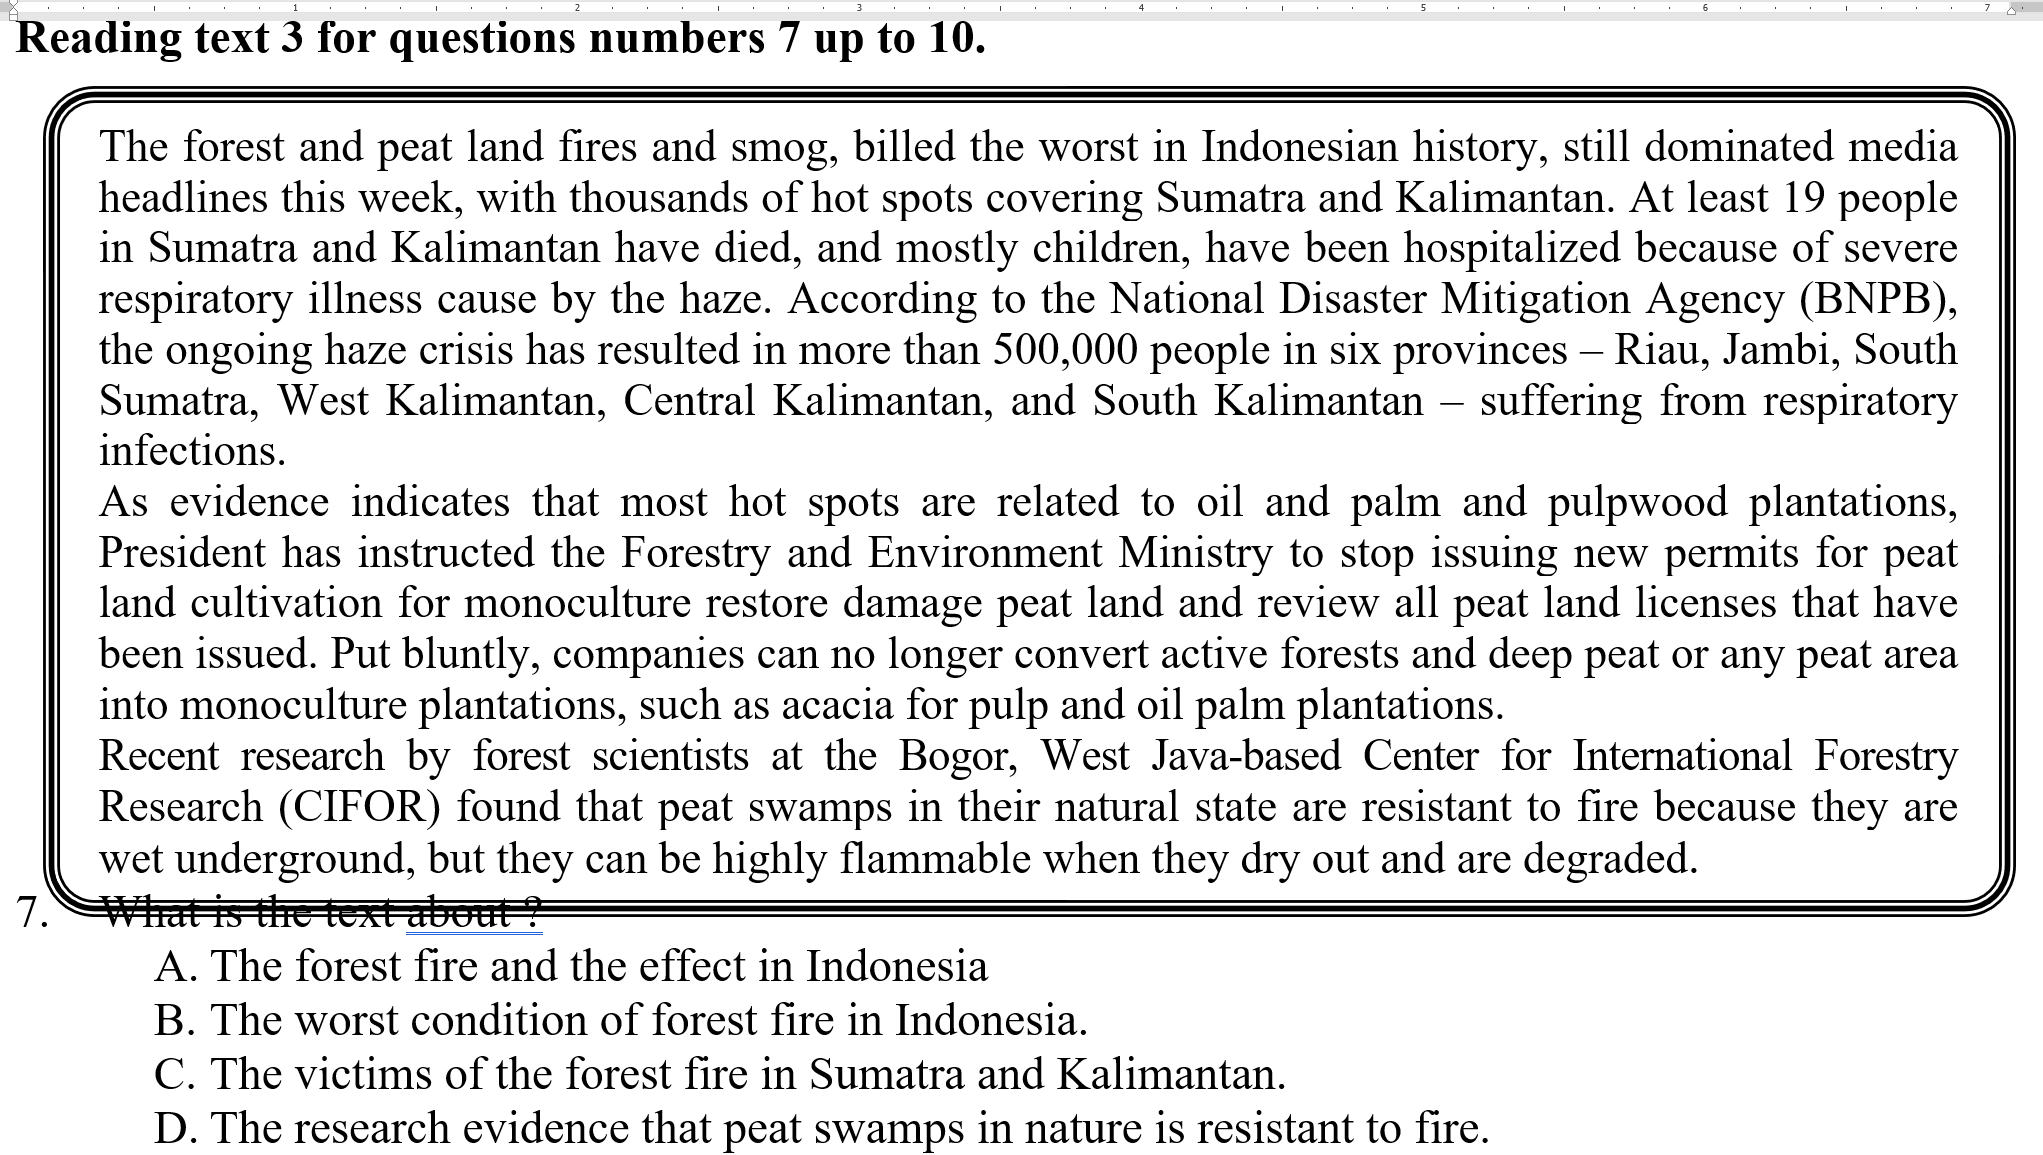 1 2 3 4 5 6 7
Reading text 3 for questions numbers 7 up to 10.
The forest and peat land fires and smog, billed the worst in Indonesian history, still dominated media
headlines this week, with thousands of hot spots covering Sumatra and Kalimantan. At least 19 people
in Sumatra and Kalimantan have died, and mostly children, have been hospitalized because of severe
respiratory illness cause by the haze. According to the National Disaster Mitigation Agency (BNPB),
the ongoing haze crisis has resulted in more than 500,000 people in six provinces – Riau, Jambi, South
Sumatra, West Kalimantan, Central Kalimantan, and South Kalimantan – suffering from respiratory
infections.
As evidence indicates that most hot spots are related to oil and palm and pulpwood plantations,
President has instructed the Forestry and Environment Ministry to stop issuing new permits for peat
land cultivation for monoculture restore damage peat land and review all peat land licenses that have
been issued. Put bluntly, companies can no longer convert active forests and deep peat or any peat area
into monoculture plantations, such as acacia for pulp and oil palm plantations.
Recent research by forest scientists at the Bogor, West Java-based Center for International Forestry
Research (CIFOR) found that peat swamps in their natural state are resistant to fire because they are
wet underground, but they can be highly flammable when they dry out and are degraded.
7. What is the text about ?
A. The forest fire and the effect in Indonesia
B. The worst condition of forest fire in Indonesia.
C. The victims of the forest fire in Sumatra and Kalimantan.
D. The research evidence that peat swamps in nature is resistant to fire.